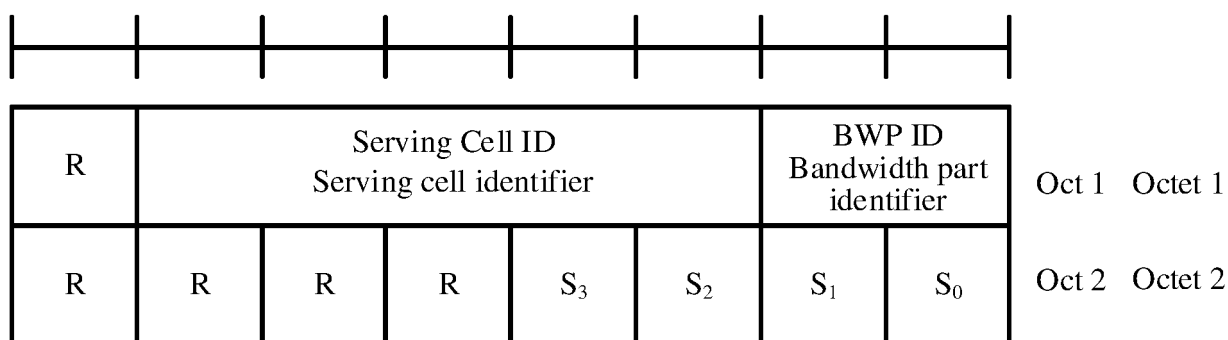 R
Serving Cell ID
Serving cell identifier
BWP ID
Bandwidth part
identifier
Oct 1 Octet 1
R R R R S₃ S₂ S₁ S₀ Oct 2 Octet 2